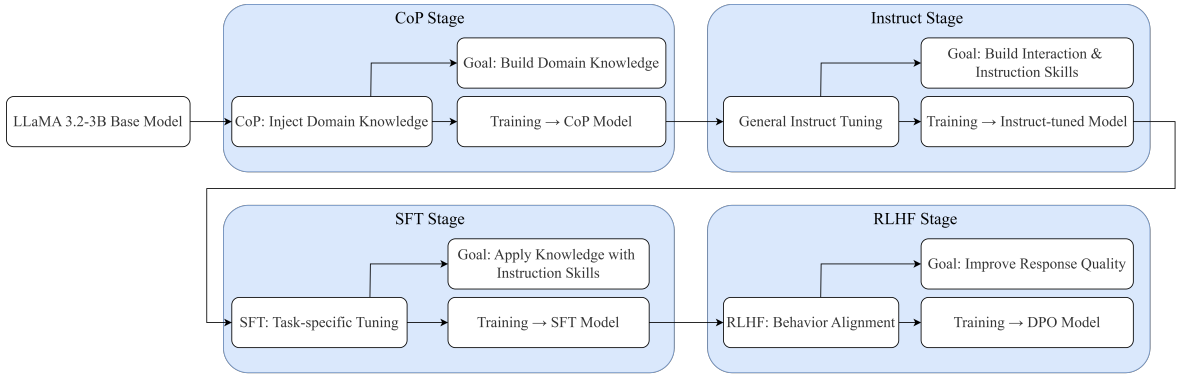 LLaMA 3.2-3B Base Model
CoP Stage
Goal: Build Domain Knowledge
CoP: Inject Domain Knowledge
Training → CoP Model
Instruct Stage
Goal: Build Interaction &
Instruction Skills
General Instruct Tuning
Training → Instruct-tuned Model
SFT Stage
Goal: Apply Knowledge with
Instruction Skills
SFT: Task-specific Tuning
Training → SFT Model
RLHF Stage
Goal: Improve Response Quality
RLHF: Behavior Alignment
Training → DPO Model